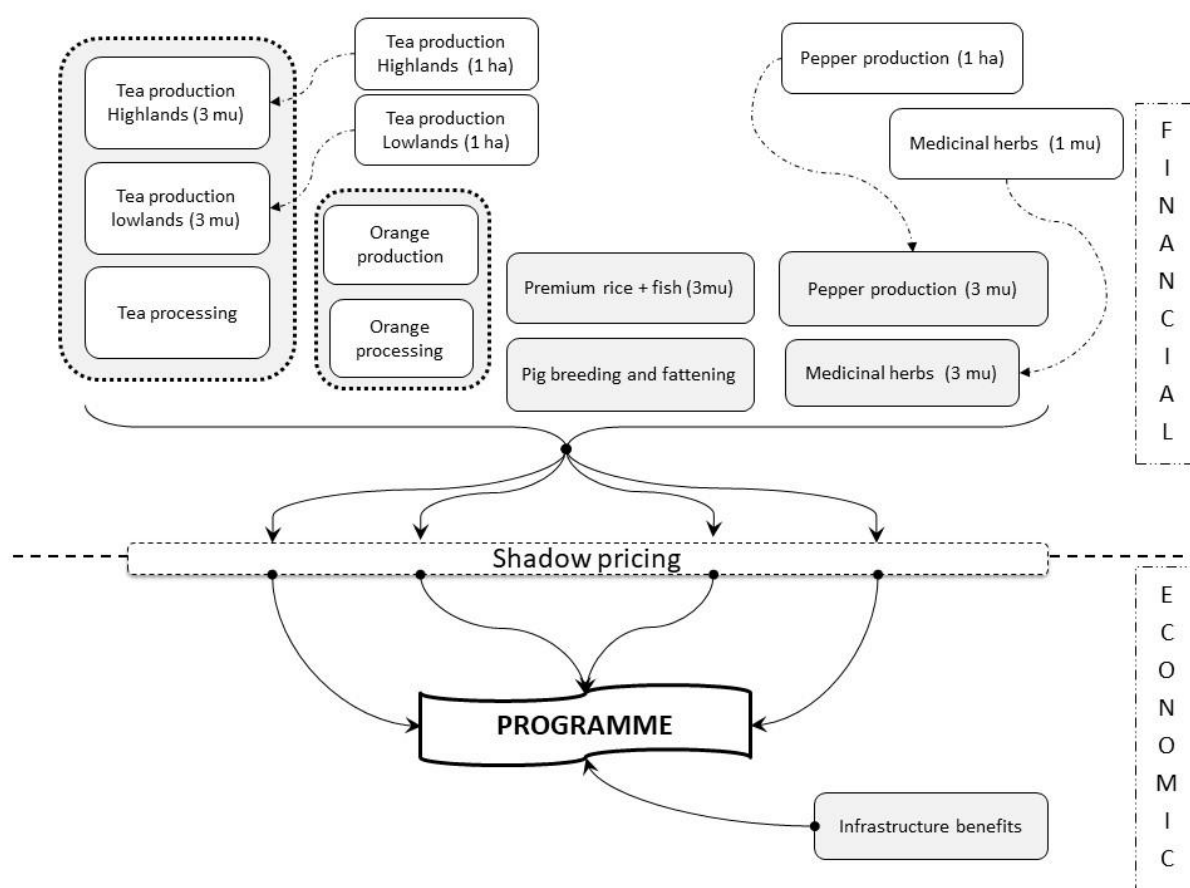 Tea production
Highlands (1 ha)
Pepper production (1 ha)
Tea production
Highlands (3 mu)
Tea production
Lowlands (1 ha)
Medicinal herbs (1 mu)
Tea production
lowlands (3 mu)
Orange
production
Premium rice + fish (3mu)
Pepper production (3 mu)
Tea processing
Orange
processing
Pig breeding and fattening
Medicinal herbs (3 mu)
F
I
N
A
N
C
I
A
L
Shadow pricing
PROGRAMME
Infrastructure benefits
E
C
O
N
O
M
I
C